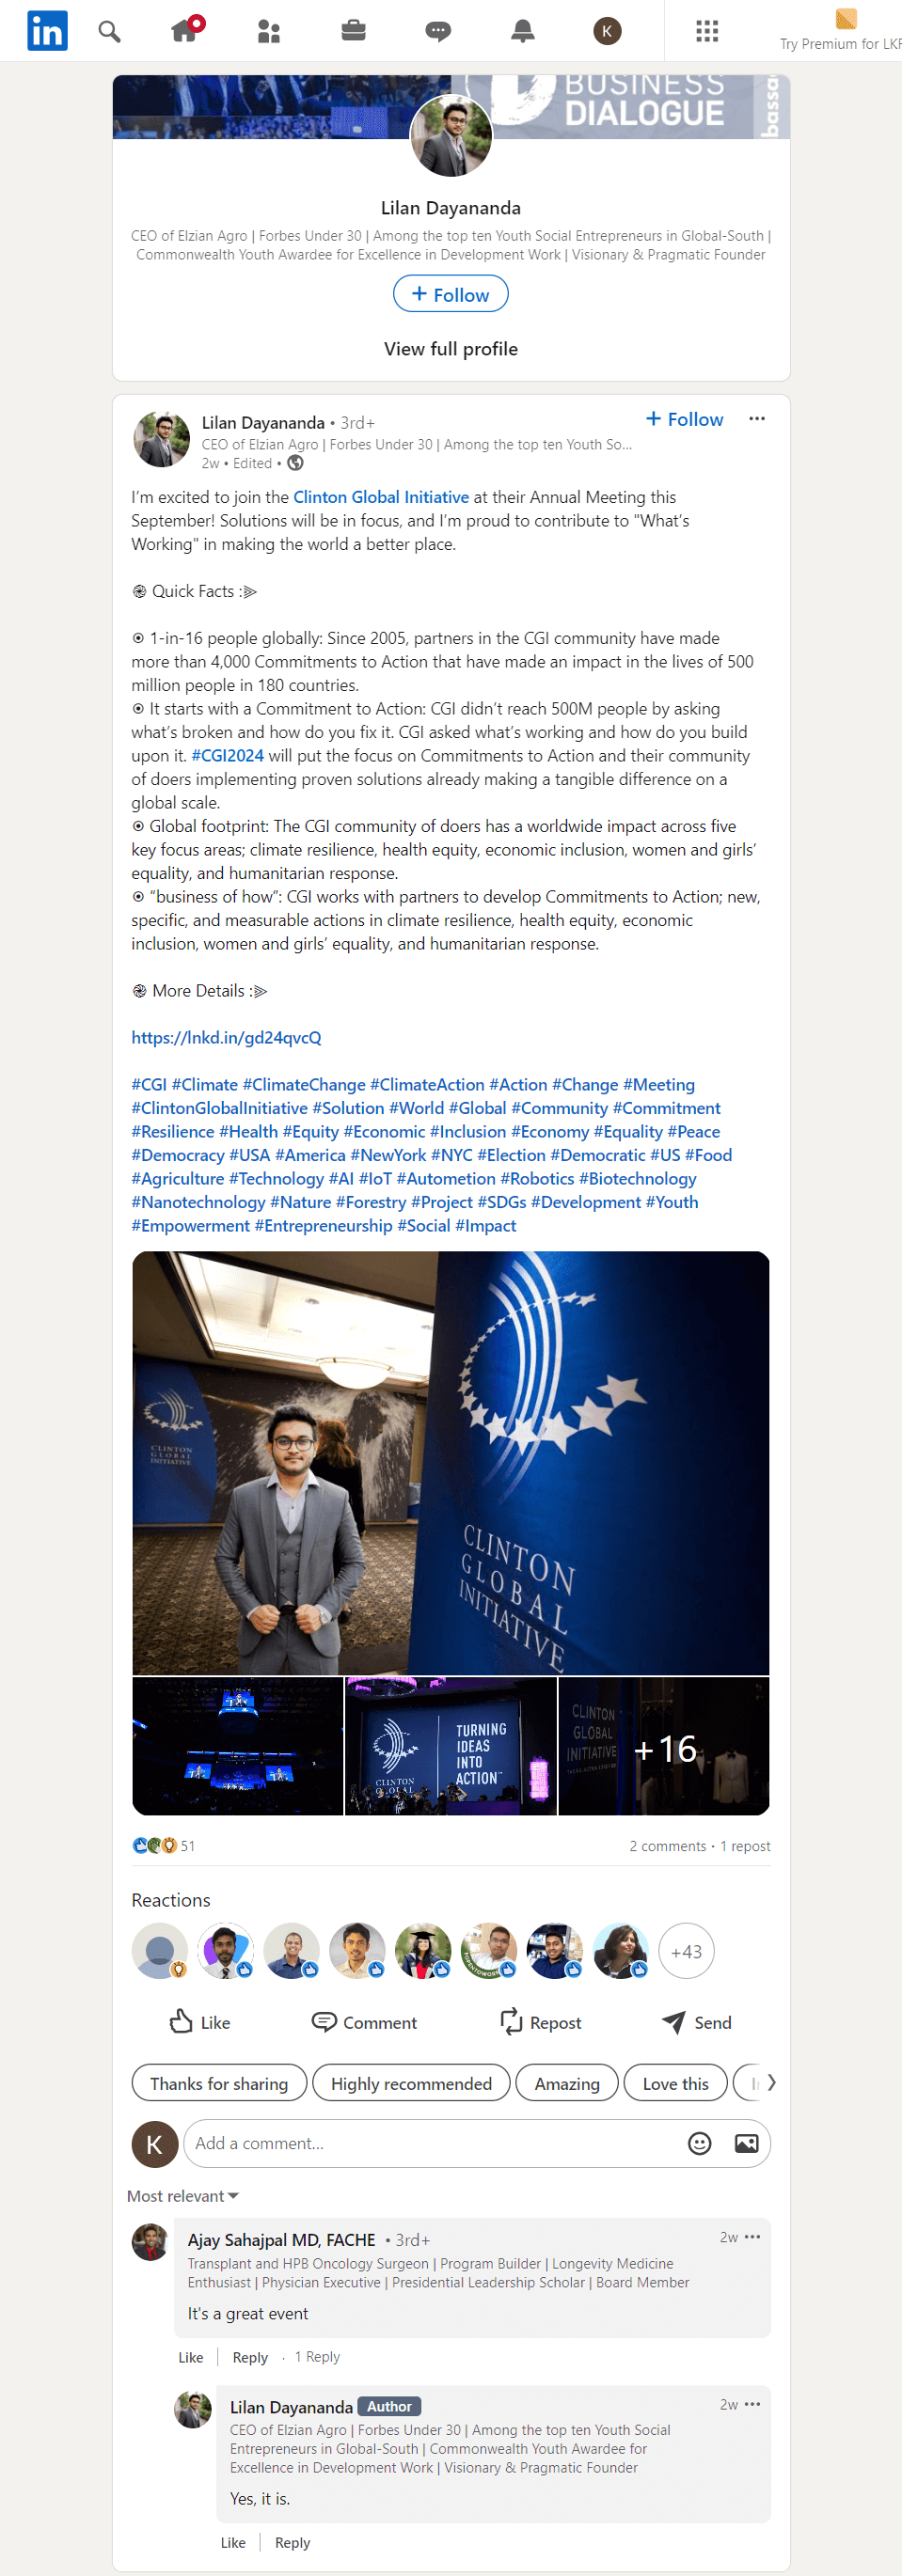 in
K
Try Premium for LKR
BUSINESS
DIALOGUE
bassa
Lilan Dayananda
CEO of Elzian Agro | Forbes Under 30 | Among the top ten Youth Social Entrepreneurs in Global-South |
Commonwealth Youth Awardee for Excellence in Development Work | Visionary & Pragmatic Founder
+ Follow
View full profile
Lilan Dayananda • 3rd+
+ Follow
CEO of Elzian Agro | Forbes Under 30 | Among the top ten Youth So...
2w • Edited •
I’m excited to join the Clinton Global Initiative at their Annual Meeting this
September! Solutions will be in focus, and I’m proud to contribute to "What’s
Working" in making the world a better place.
֎ Quick Facts :⩥
⦿ 1-in-16 people globally: Since 2005, partners in the CGI community have made
more than 4,000 Commitments to Action that have made an impact in the lives of 500
million people in 180 countries.
⦿ It starts with a Commitment to Action: CGI didn’t reach 500M people by asking
what’s broken and how do you fix it. CGI asked what’s working and how do you build
upon it. #CGI2024 will put the focus on Commitments to Action and their community
of doers implementing proven solutions already making a tangible difference on a
global scale.
⦿ Global footprint: The CGI community of doers has a worldwide impact across five
key focus areas; climate resilience, health equity, economic inclusion, women and girls’
equality, and humanitarian response.
⦿ “business of how”: CGI works with partners to develop Commitments to Action; new,
specific, and measurable actions in climate resilience, health equity, economic
inclusion, women and girls’ equality, and humanitarian response.
֎ More Details :⩥
https://lnkd.in/gd24qvcQ
#CGI #Climate #ClimateChange #ClimateAction #Action #Change #Meeting
#ClintonGlobalInitiative #Solution #World #Global #Community #Commitment
#Resilience #Health #Equity #Economic #Inclusion #Economy #Equality #Peace
#Democracy #USA #America #NewYork #NYC #Election #Democratic #US #Food
#Agriculture #Technology #AI #IoT #Autometion #Robotics #Biotechnology
#Nanotechnology #Nature #Forestry #Project #SDGs #Development #Youth
#Empowerment #Entrepreneurship #Social #Impact
CLINTON
GLOBAL
INITIATIVE
CLINTON
GLOBAL
INITIATIVE
CLINTON
GLOBAL
TURNING
IDEAS
INTO
ACTION
CLINTON
GLOBAL
INITIATIVE
+16
51
2 comments • 1 repost
Reactions
+43
Like
Comment
Repost
Send
Thanks for sharing
Highly recommended
Amazing
Love this
K
Add a comment...
Most relevant
Ajay Sahajpal MD, FACHE • 3rd+
2w
Transplant and HPB Oncology Surgeon | Program Builder | Longevity Medicine
Enthusiast | Physician Executive | Presidential Leadership Scholar | Board Member
It's a great event
Like | Reply · 1 Reply
Lilan Dayananda Author
2w
CEO of Elzian Agro | Forbes Under 30 | Among the top ten Youth Social
Entrepreneurs in Global-South | Commonwealth Youth Awardee for
Excellence in Development Work | Visionary & Pragmatic Founder
Yes, it is.
Like | Reply